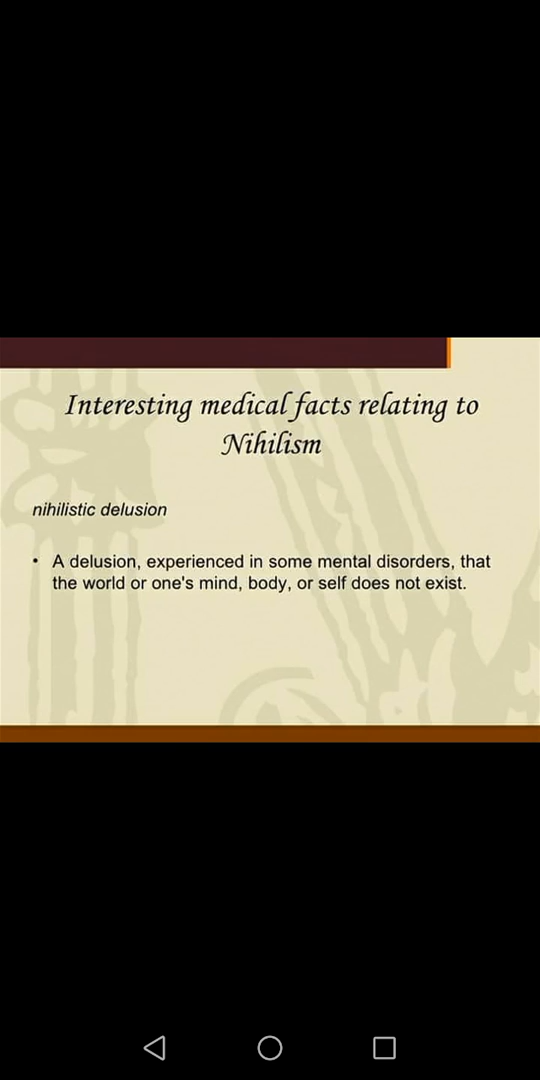 Interesting medical facts relating to
Nihilism
nihilistic delusion
• A delusion, experienced in some mental disorders, that
the world or one's mind, body, or self does not exist.